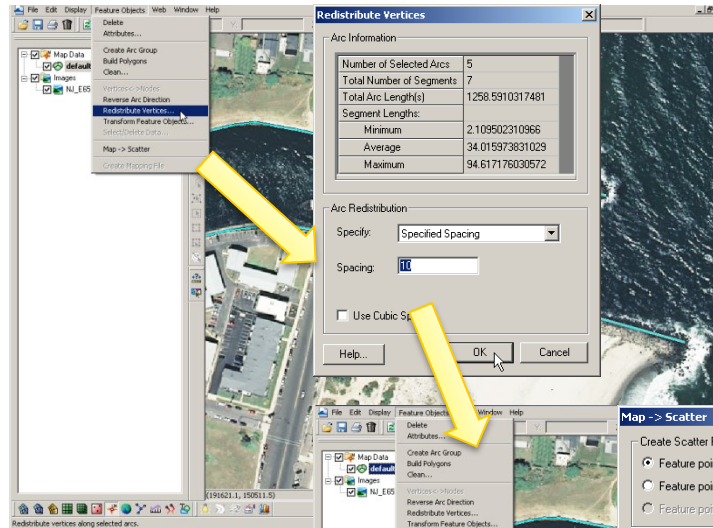 File Edit Display Feature Objects Web Window Help
Delete
Attributes...
Create Arc Group
Build Polygons
Clean...
Vertices<->Nodes
Reverse Arc Direction
Redistribute Vertices...
Transform Feature Objects...
Select/Delete Data...
Map -> Scatter
Create Mapping File
Map Data
default
Images
NJ_E65
Y:
Redistribute Vertices
Arc Information
Number of Selected Arcs 5
Total Number of Segments 7
Total Arc Length(s) 1258.5910317481
Segment Lengths:
Minimum 2.109502310966
Average 34.015973831029
Maximum 94.617176030572
Arc Redistribution
Specify: Specified Spacing
Spacing: 10
Use Cubic Sp
Help... OK Cancel
File Edit Display Feature Objects Window Help
Delete
Attributes...
Create Arc Group
Build Polygons
Clean...
Vertices<->Nodes
Reverse Arc Direction
Redistribute Vertices...
Transform Feature Objects...
Map Data
default
Images
NJ_E65
Y:
Map -> Scatter
Create Scatter
Feature poi
Feature poi
Feature poi
(191621.1, 150511.5)
Redistribute vertices along selected arcs.